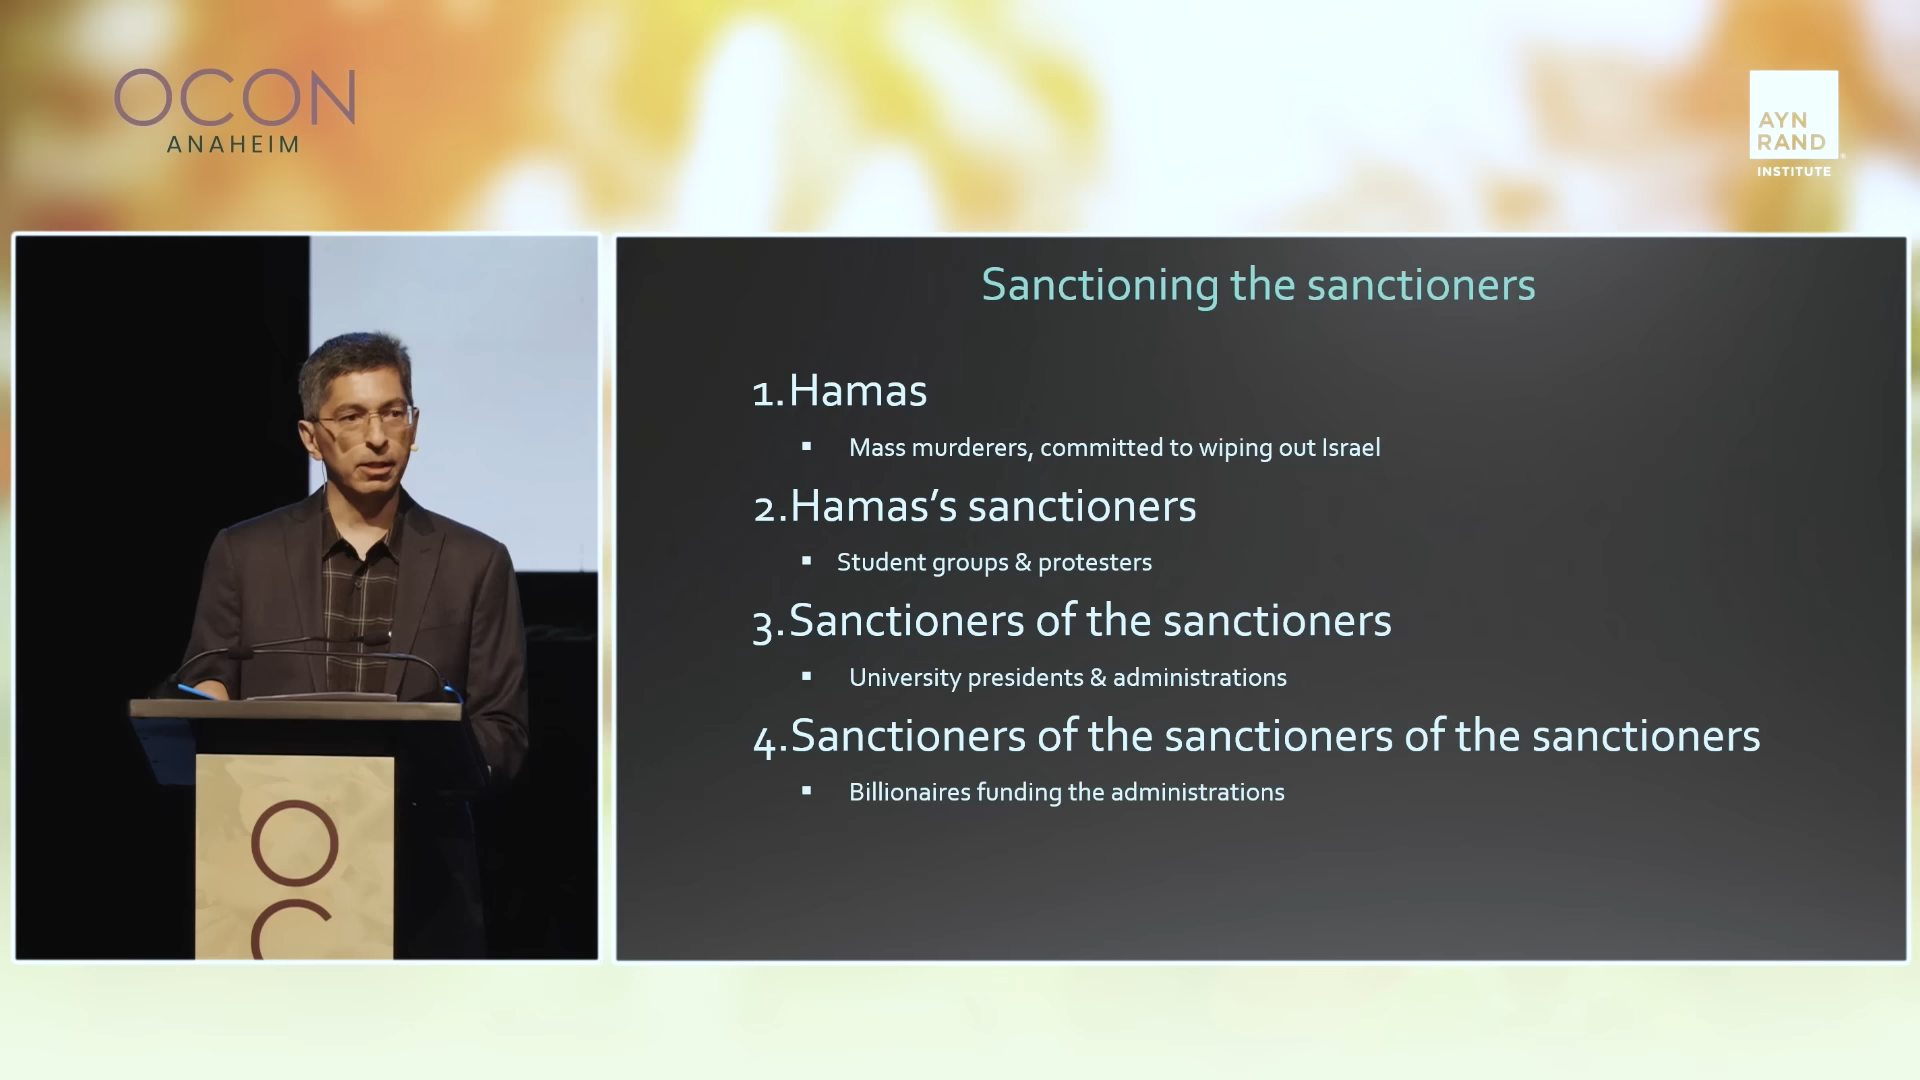 OCON
ANAHEIM
AYN
RAND
INSTITUTE
Sanctioning the sanctioners
1. Hamas
▪ Mass murderers, committed to wiping out Israel
2. Hamas’s sanctioners
▪ Student groups & protesters
3. Sanctioners of the sanctioners
▪ University presidents & administrations
4. Sanctioners of the sanctioners of the sanctioners
▪ Billionaires funding the administrations
OC